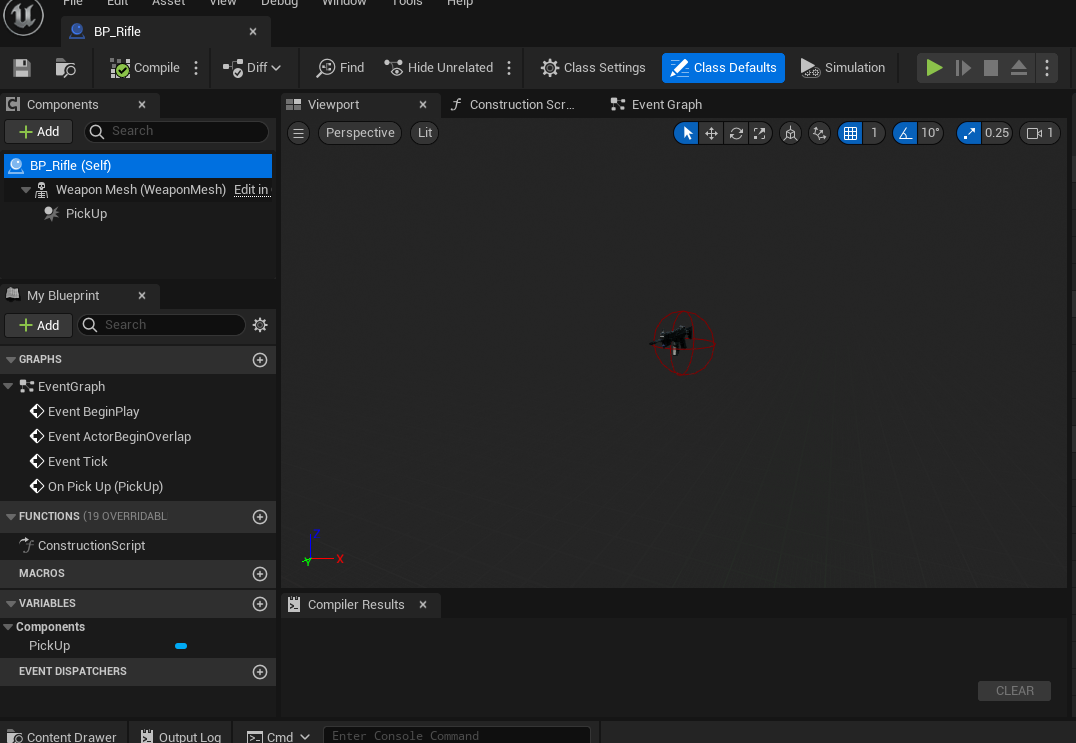 File Edit Asset View Debug Window Tools Help
BP_Rifle
Compile Diff Find Hide Unrelated Class Settings Class Defaults Simulation
Components
Add Search
BP_Rifle (Self)
Weapon Mesh (WeaponMesh) Edit in
PickUp
My Blueprint
Add Search
GRAPHS
EventGraph
Event BeginPlay
Event ActorBeginOverlap
Event Tick
On Pick Up (PickUp)
FUNCTIONS (19 OVERRIDABL
ConstructionScript
MACROS
VARIABLES
Components
PickUp
EVENT DISPATCHERS
Viewport Construction Scr... Event Graph
Perspective Lit 1 10° 0.25 1
Z
X
Y
Compiler Results
CLEAR
Content Drawer Output Log Cmd Enter Console Command